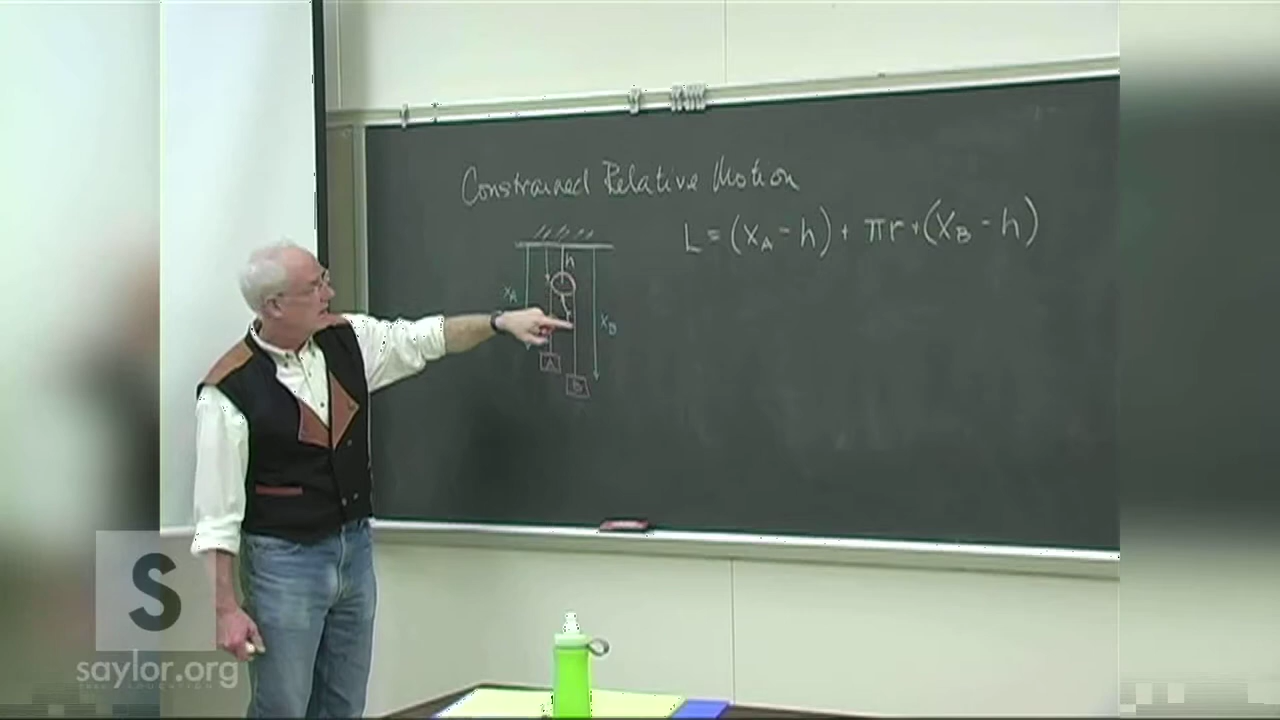 Constrained Relative Motion
L = (X_A - h) + πr + (X_B - h)
h
r
X_A
X_B
A
B
S
saylor.org